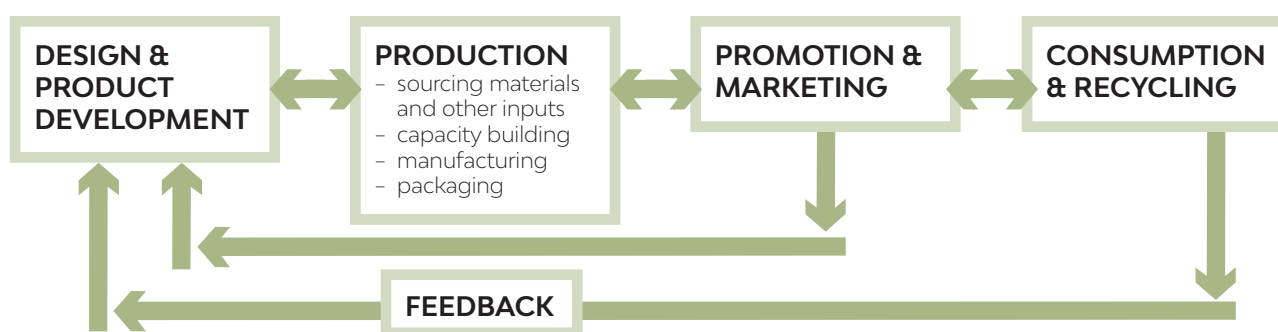 DESIGN &
PRODUCT
DEVELOPMENT
PRODUCTION
– sourcing materials
and other inputs
– capacity building
– manufacturing
– packaging
PROMOTION &
MARKETING
CONSUMPTION
& RECYCLING
FEEDBACK